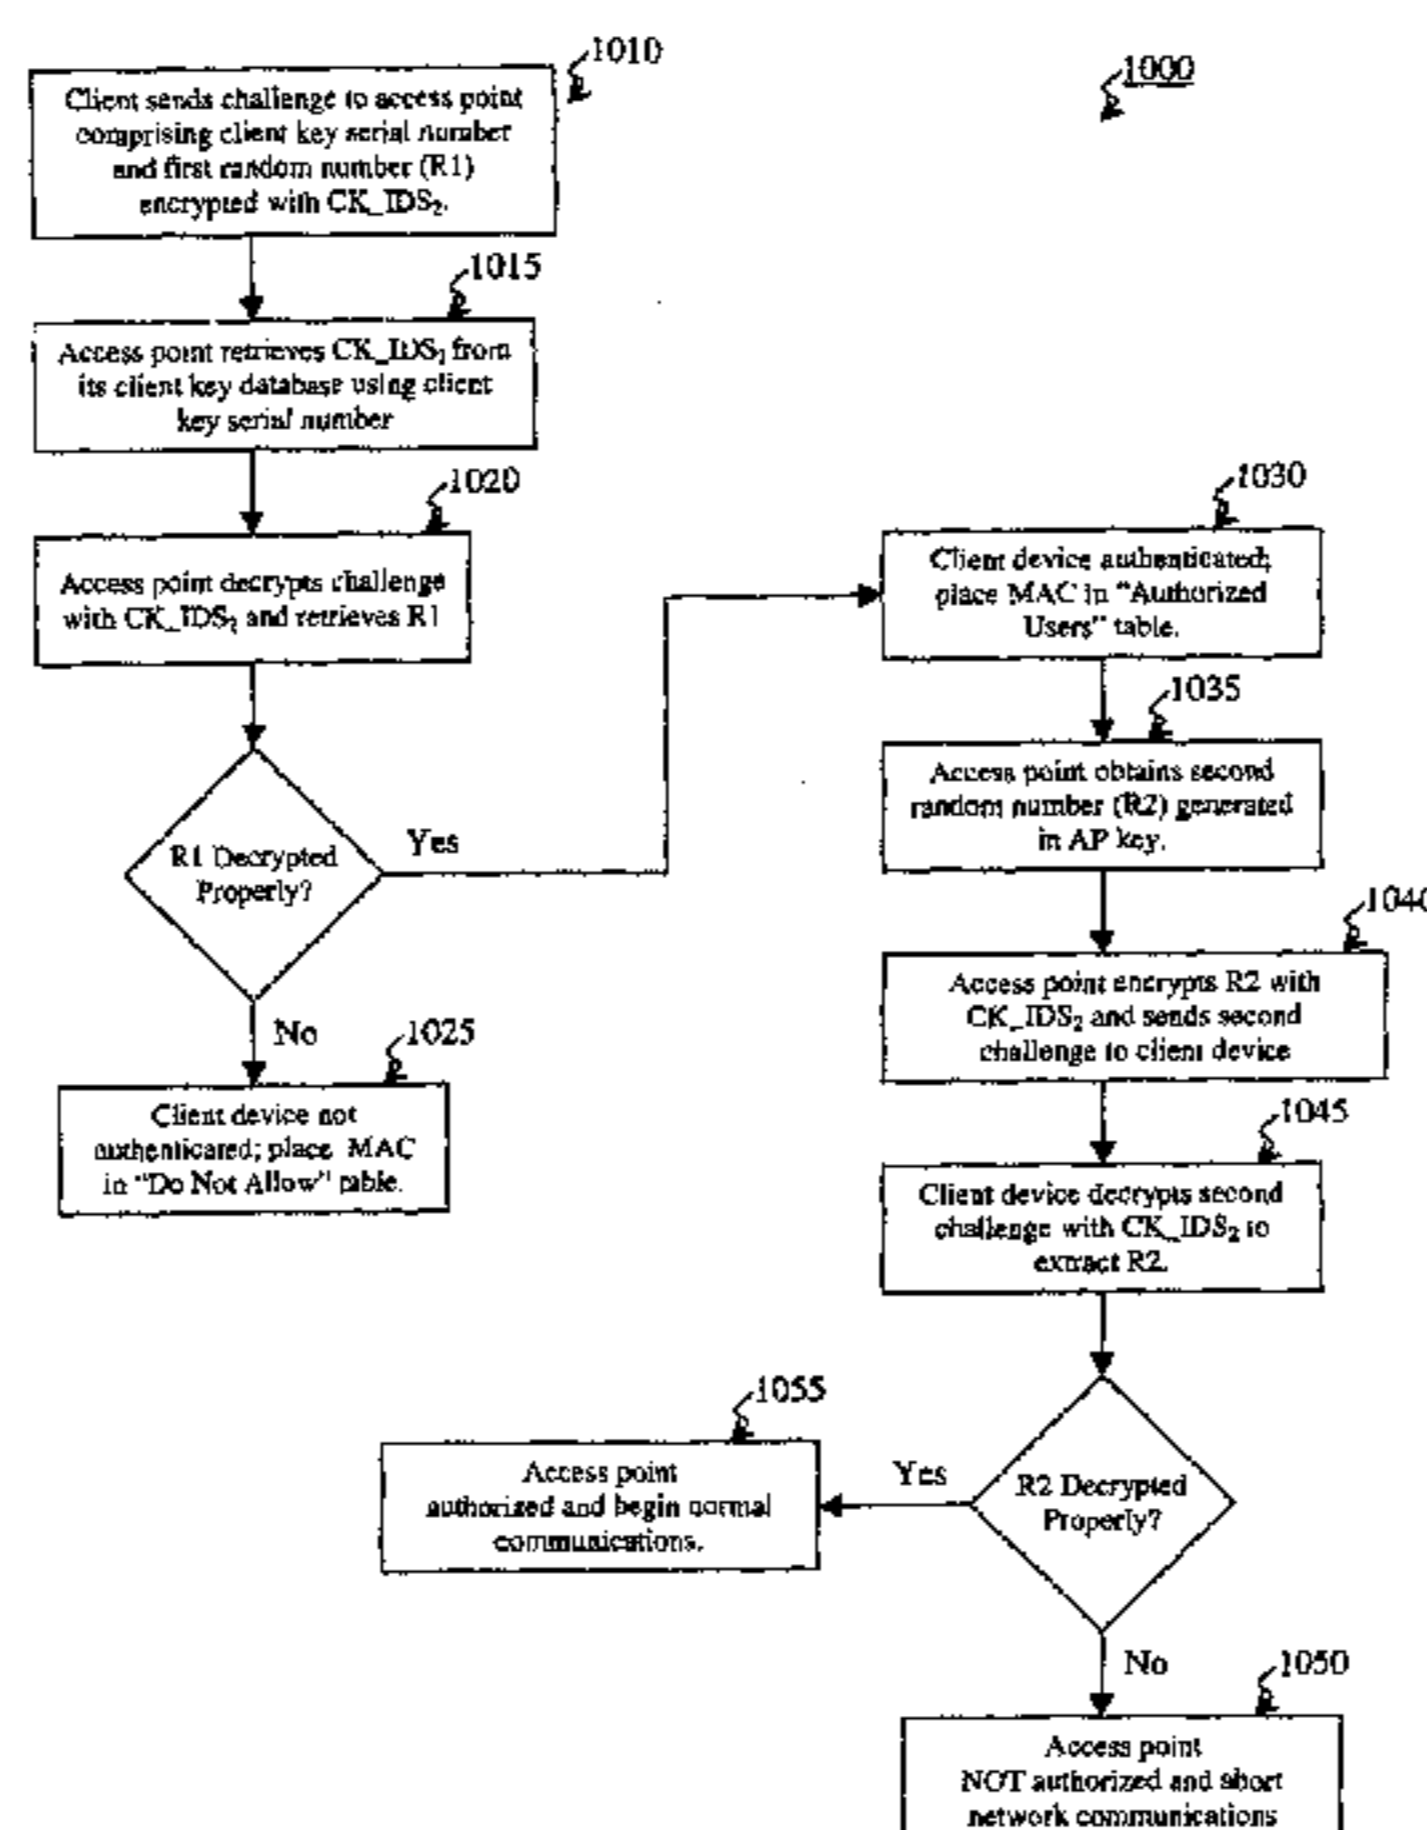 1010
1000
Client sends challenge to access point
comprising client key serial number
and first random number (R1)
encrypted with CK_IDS₂.
1015
Access point retrieves CK_IDS₁ from
its client key database using client
key serial number
1020
Access point decrypts challenge
with CK_IDS₁ and retrieves R1
R1 Decrypted
Properly?
Yes
No
1025
Client device not
authenticated; place MAC
in "Do Not Allow" table.
1030
Client device authenticated;
place MAC in "Authorized
Users" table.
1035
Access point obtains second
random number (R2) generated
in AP key.
1040
Access point encrypts R2 with
CK_IDS₂ and sends second
challenge to client device
1045
Client device decrypts second
challenge with CK_IDS₂ to
extract R2.
R2 Decrypted
Properly?
Yes
1055
Access point
authorized and begin normal
communications.
No
1050
Access point
NOT authorized and abort
network communications